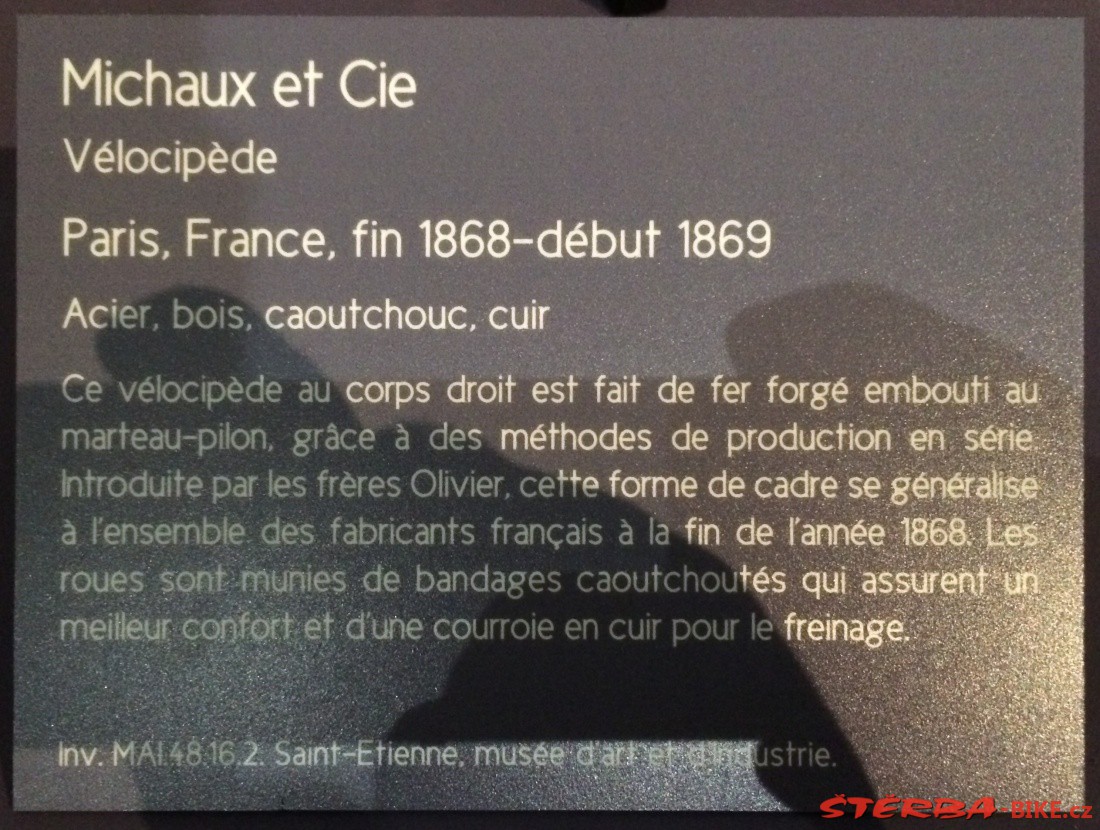 Michaux et Cie
Vélocipède
Paris, France, fin 1868-début 1869
Acier, bois, caoutchouc, cuir
Ce vélocipède au corps droit est fait de fer forgé embouti au
marteau-pilon, grâce à des méthodes de production en série.
Introduite par les frères Olivier, cette forme de cadre se généralise
à l'ensemble des fabricants français à la fin de l'année 1868. Les
roues sont munies de bandages caoutchoutés qui assurent un
meilleur confort et d'une courroie en cuir pour le freinage.
Inv. MAI.48.16.2. Saint-Etienne, musée d'art et d'industrie.
ŠTĚRBA-BIKE.cz